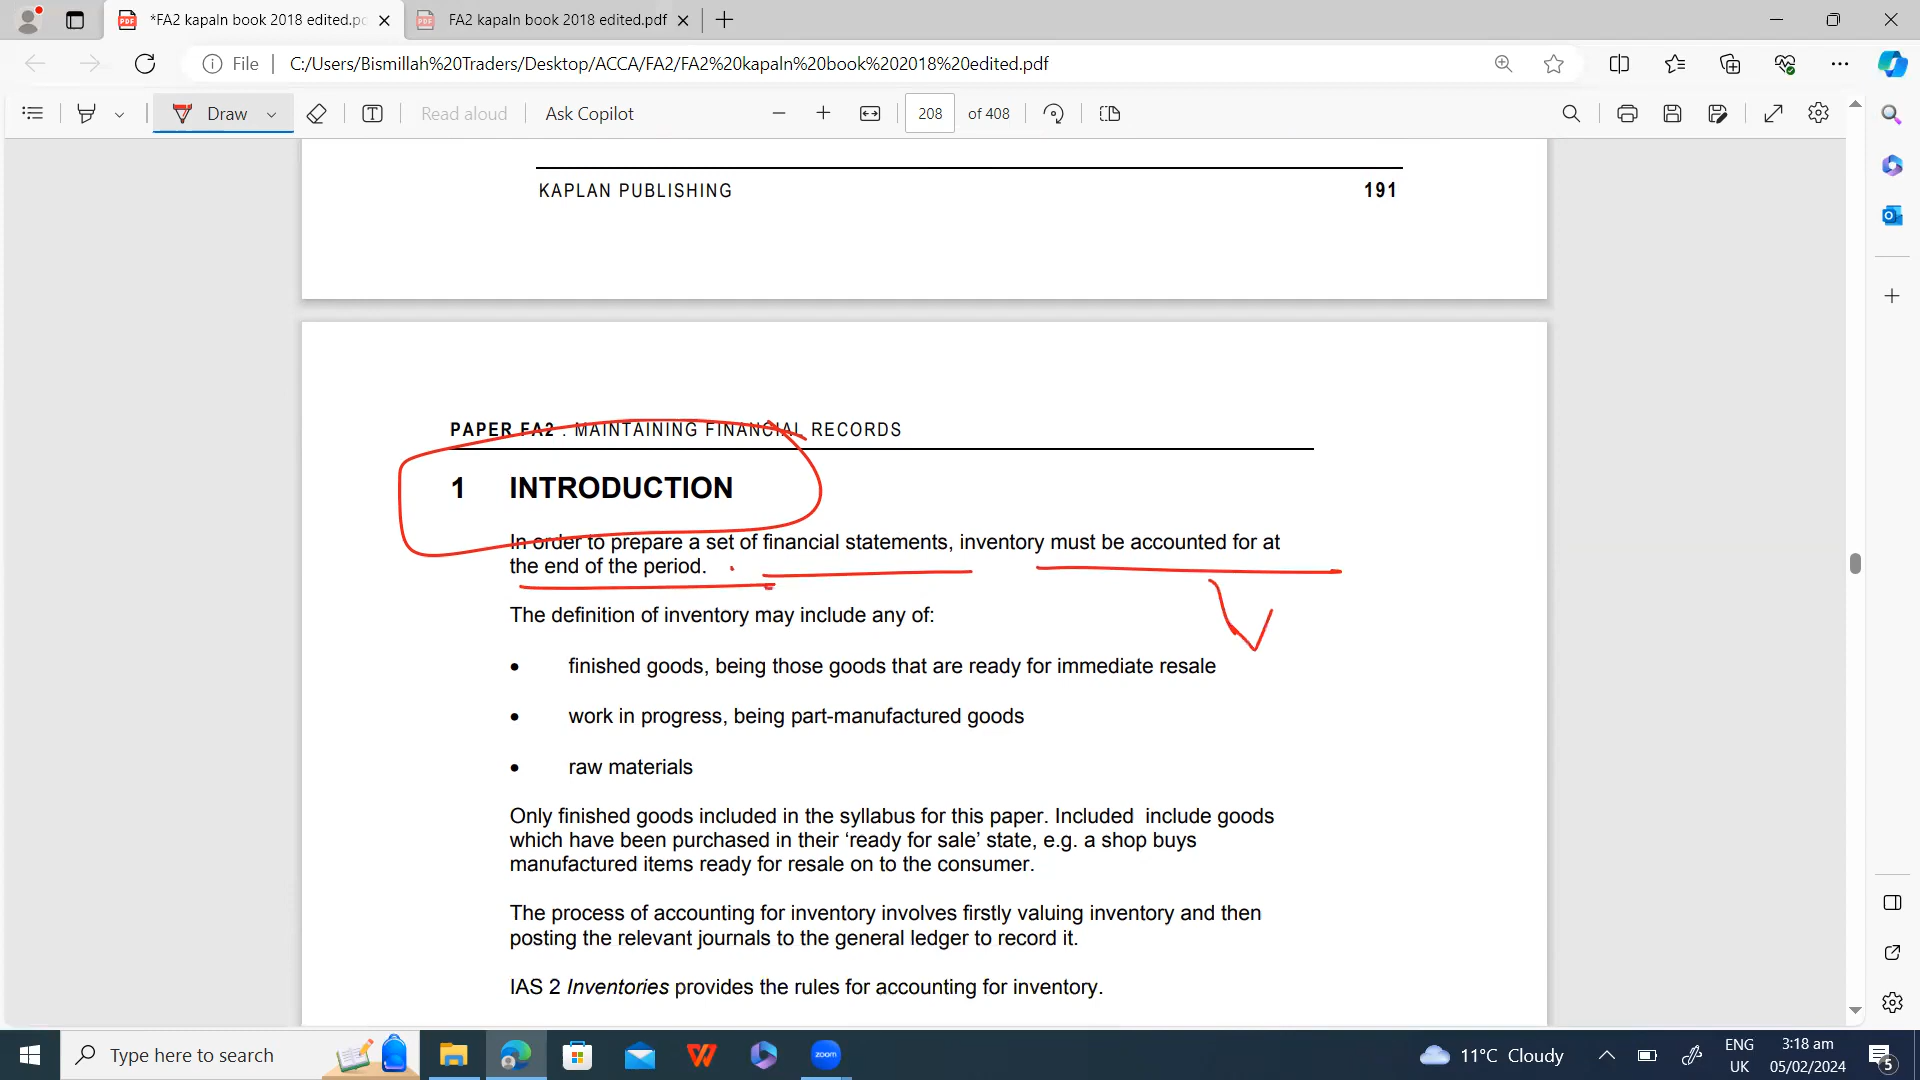 *FA2 kapaln book 2018 edited.pd
FA2 kapaln book 2018 edited.pdf
File
C:/Users/Bismillah%20Traders/Desktop/ACCA/FA2/FA2%20kapaln%20book%202018%20edited.pdf
Draw
Read aloud
Ask Copilot
208 of 408
KAPLAN PUBLISHING 191
PAPER FA2 : MAINTAINING FINANCIAL RECORDS
1 INTRODUCTION
In order to prepare a set of financial statements, inventory must be accounted for at
the end of the period.
The definition of inventory may include any of:
• finished goods, being those goods that are ready for immediate resale
• work in progress, being part-manufactured goods
• raw materials
Only finished goods included in the syllabus for this paper. Included include goods
which have been purchased in their ‘ready for sale’ state, e.g. a shop buys
manufactured items ready for resale on to the consumer.
The process of accounting for inventory involves firstly valuing inventory and then
posting the relevant journals to the general ledger to record it.
IAS 2 Inventories provides the rules for accounting for inventory.
Type here to search
zoom
11°C Cloudy
ENG
UK
3:18 am
05/02/2024
5